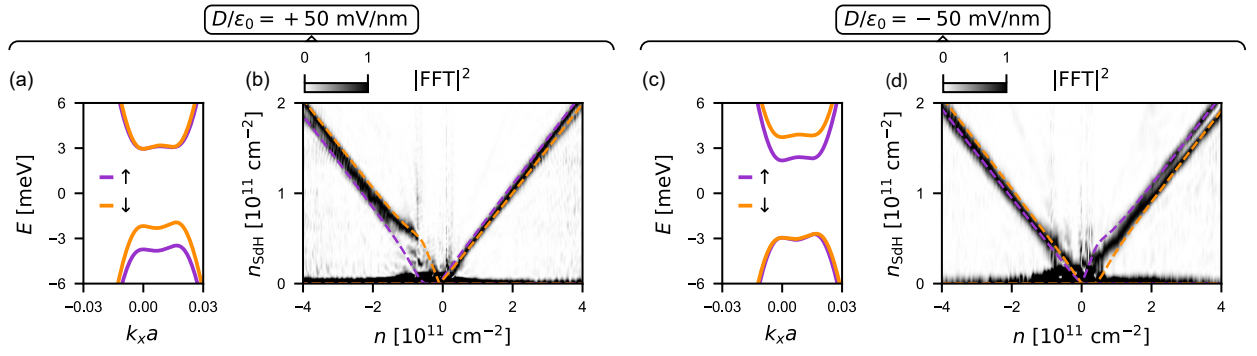 D/ε₀ = + 50 mV/nm
D/ε₀ = − 50 mV/nm
(a)
6
3
0
−3
−6
E [meV]
↑
↓
−0.03 0.00 0.03
kₓa
(b)
0 1
|FFT|²
2
1
0
n_SdH [10¹¹ cm⁻²]
−4 −2 0 2 4
n [10¹¹ cm⁻²]
(c)
6
3
0
−3
−6
E [meV]
↑
↓
−0.03 0.00 0.03
kₓa
(d)
0 1
|FFT|²
2
1
0
n_SdH [10¹¹ cm⁻²]
−4 −2 0 2 4
n [10¹¹ cm⁻²]